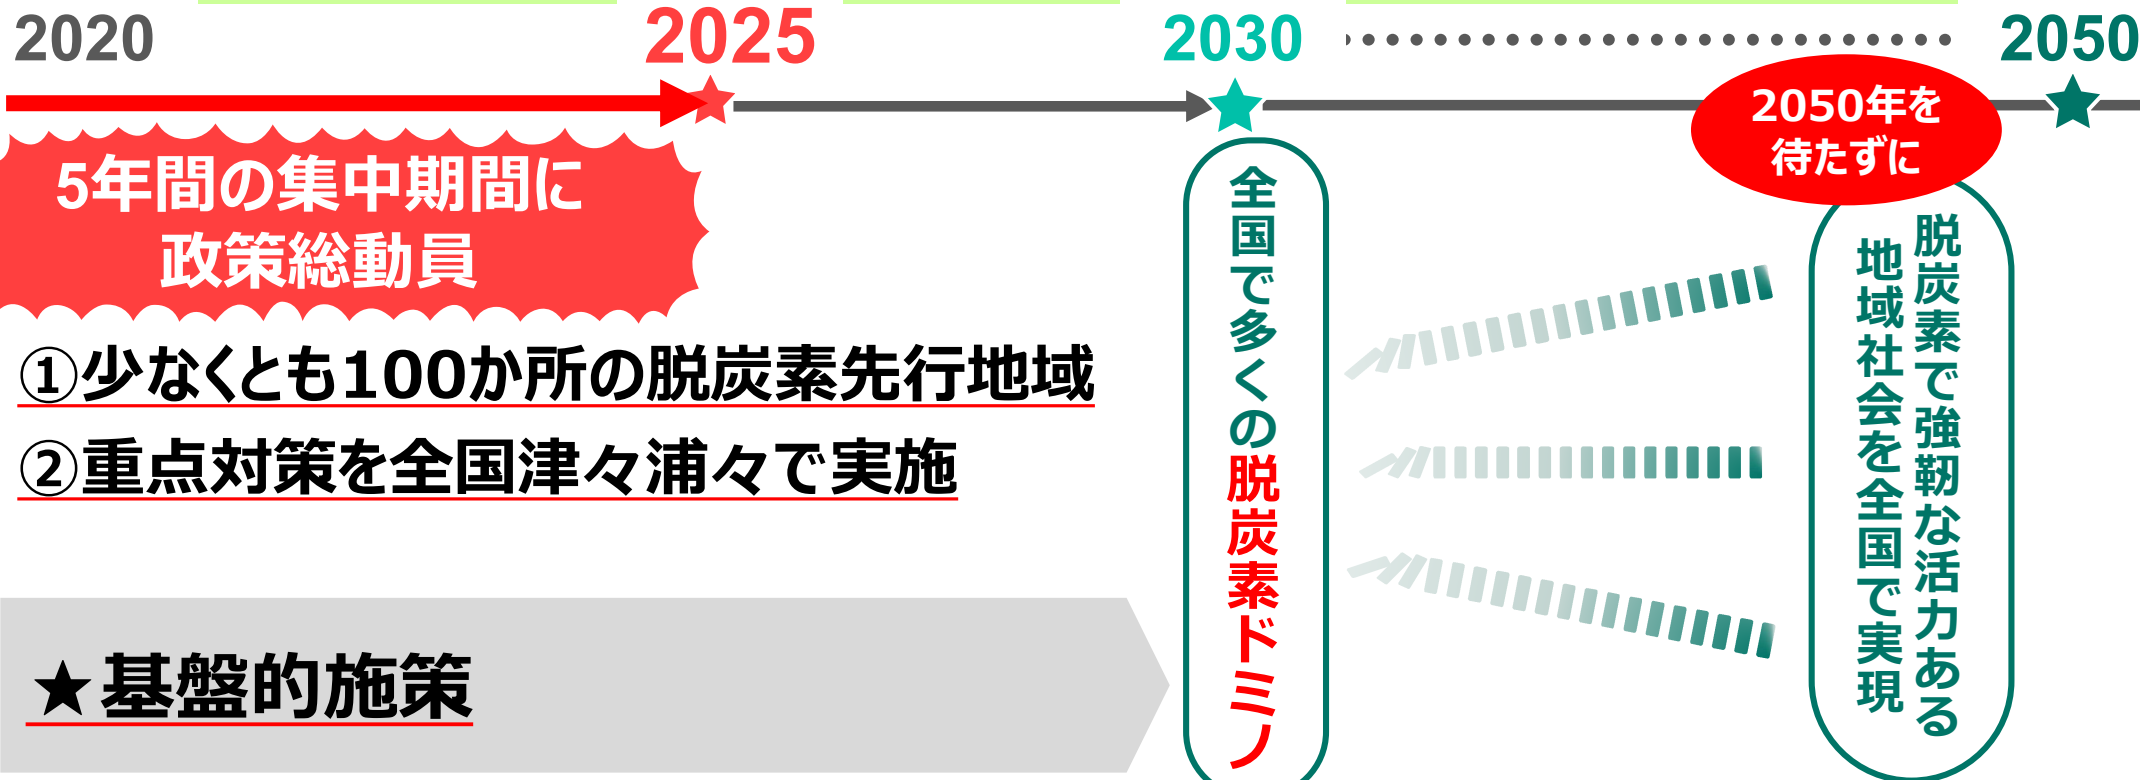 2020
2025
2030
2050
5年間の集中期間に
政策総動員
①少なくとも100か所の脱炭素先行地域
②重点対策を全国津々浦々で実施
★基盤的施策
全国で多くの脱炭素ドミノ
2050年を
待たずに
脱炭素で強靭な活力ある
地域社会を全国で実現